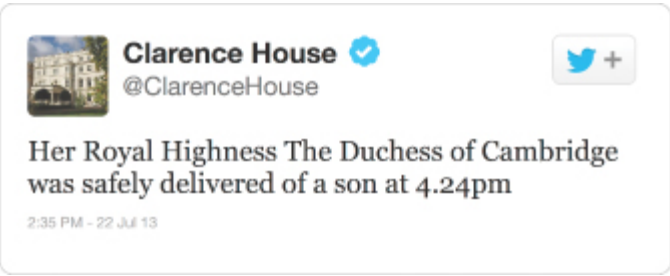 Clarence House
@ClarenceHouse
Her Royal Highness The Duchess of Cambridge
was safely delivered of a son at 4.24pm
2:35 PM - 22 Jul 13